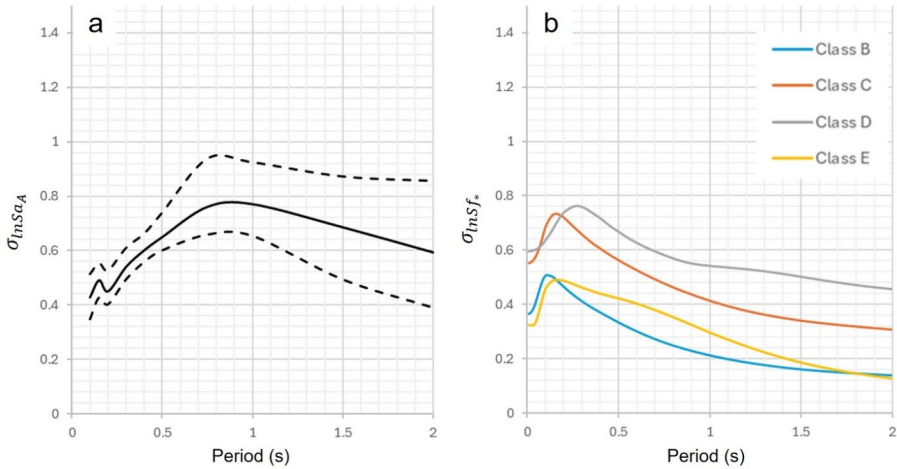 a
1.4
1.2
1
0.8
0.6
0.4
0.2
0
σlnSaA
0 0.5 1 1.5 2
Period (s)
b
1.4
1.2
1
0.8
0.6
0.4
0.2
0
σlnSf*
0 0.5 1 1.5 2
Period (s)
Class B
Class C
Class D
Class E